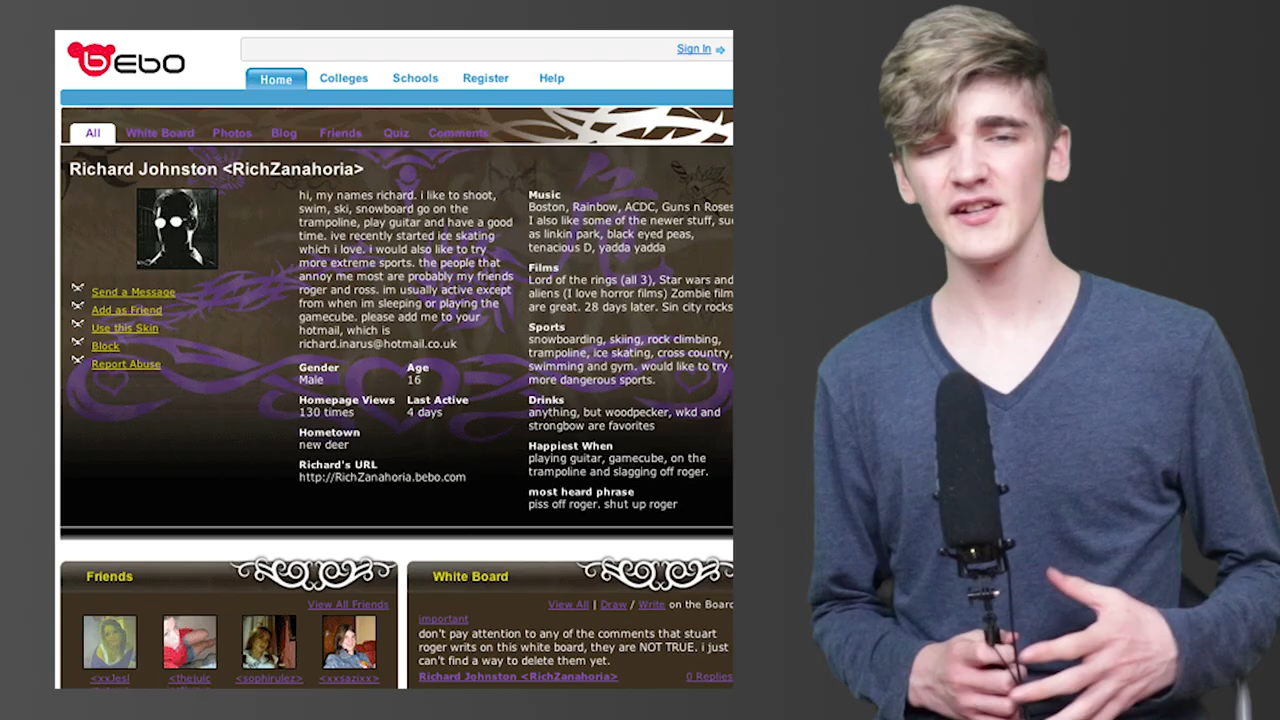 bebo
Sign In
Home Colleges Schools Register Help
All White Board Photos Blog Friends Quiz Comments
Richard Johnston <RichZanahoria>
Send a Message
Add as Friend
Use this Skin
Block
Report Abuse
hi, my names richard. i like to shoot,
swim, ski, snowboard go on the
trampoline, play guitar and have a good
time. ive recently started ice skating
which i love. i would also like to try
more extreme sports. the people that
annoy me most are probably my friends
roger and ross. im usually active except
from when im sleeping or playing the
gamecube. please add me to your
hotmail, which is
richard.inarus@hotmail.co.uk
Gender Age
Male 16
Homepage Views Last Active
130 times 4 days
Hometown
new deer
Richard's URL
http://RichZanahoria.bebo.com
Music
Boston, Rainbow, ACDC, Guns n Roses
I also like some of the newer stuff, su
as linkin park, black eyed peas,
tenacious D, yadda yadda
Films
Lord of the rings (all 3), Star wars and
aliens (I love horror films) Zombie film
are great. 28 days later. Sin city rocks
Sports
snowboarding, skiing, rock climbing,
trampoline, ice skating, cross country,
swimming and gym. would like to try
more dangerous sports.
Drinks
anything, but woodpecker, wkd and
strongbow are favorites
Happiest When
playing guitar, gamecube, on the
trampoline and slagging off roger.
most heard phrase
piss off roger. shut up roger
Friends
View All Friends
<xxJesl <thejuic <sophirulez> <xxsazixx>
White Board
View All | Draw / Write on the Board
important
don't pay attention to any of the comments that stuart
roger writs on this white board, they are NOT TRUE. i just
can't find a way to delete them yet.
Richard Johnston <RichZanahoria> 0 Replies